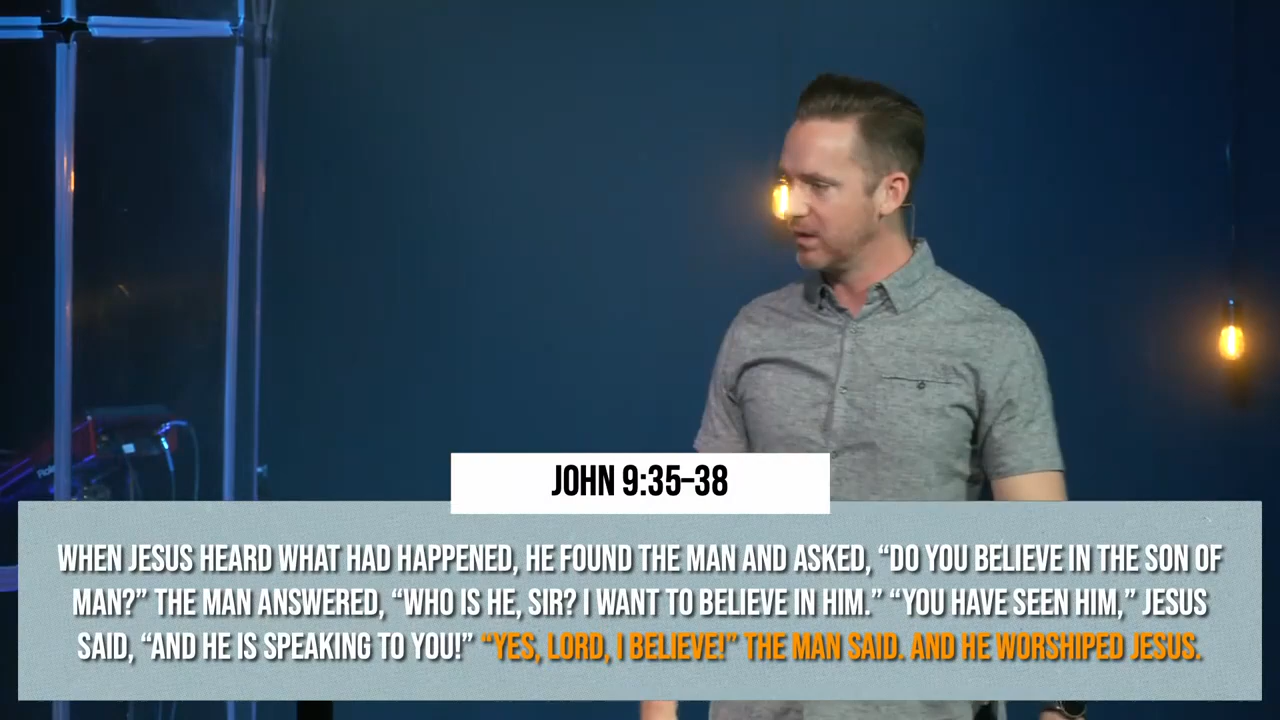 JOHN 9:35–38
WHEN JESUS HEARD WHAT HAD HAPPENED, HE FOUND THE MAN AND ASKED, “DO YOU BELIEVE IN THE SON OF
MAN?” THE MAN ANSWERED, “WHO IS HE, SIR? I WANT TO BELIEVE IN HIM.” “YOU HAVE SEEN HIM,” JESUS
SAID, “AND HE IS SPEAKING TO YOU!” “YES, LORD, I BELIEVE!” THE MAN SAID. AND HE WORSHIPED JESUS.